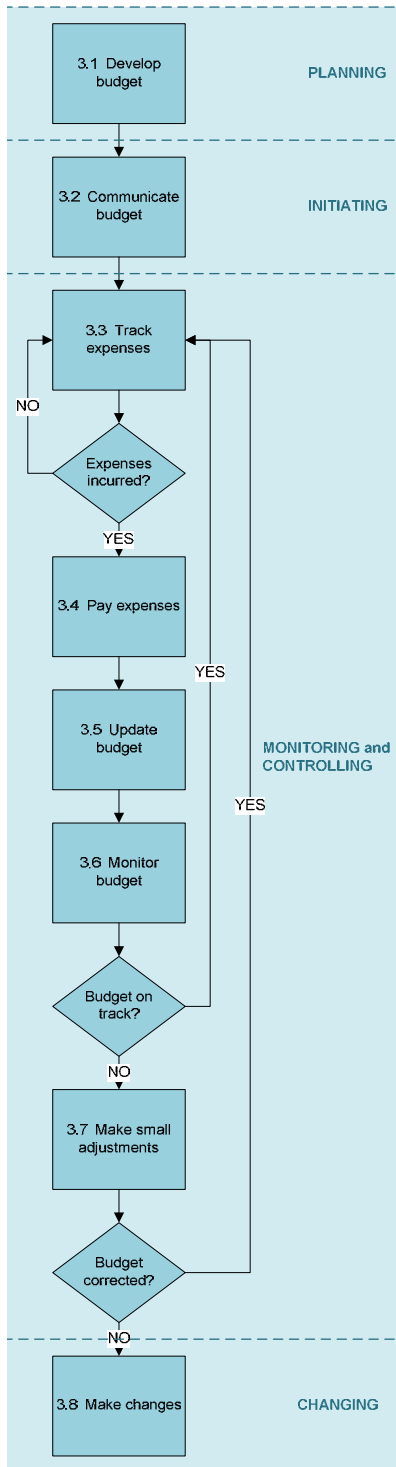 3.1 Develop
budget
PLANNING
3.2 Communicate
budget
INITIATING
3.3 Track
expenses
NO
Expenses
incurred?
YES
3.4 Pay expenses
YES
3.5 Update
budget
MONITORING and
CONTROLLING
YES
3.6 Monitor
budget
Budget on
track?
NO
3.7 Make small
adjustments
Budget
corrected?
NO
3.8 Make changes
CHANGING